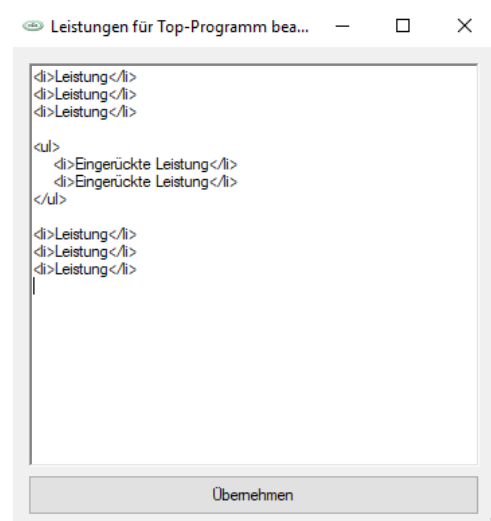 Leistungen für Top-Programm bea...
<li>Leistung</li>
<li>Leistung</li>
<li>Leistung</li>
<ul>
<li>Eingerückte Leistung</li>
<li>Eingerückte Leistung</li>
</ul>
<li>Leistung</li>
<li>Leistung</li>
<li>Leistung</li>
Übernehmen